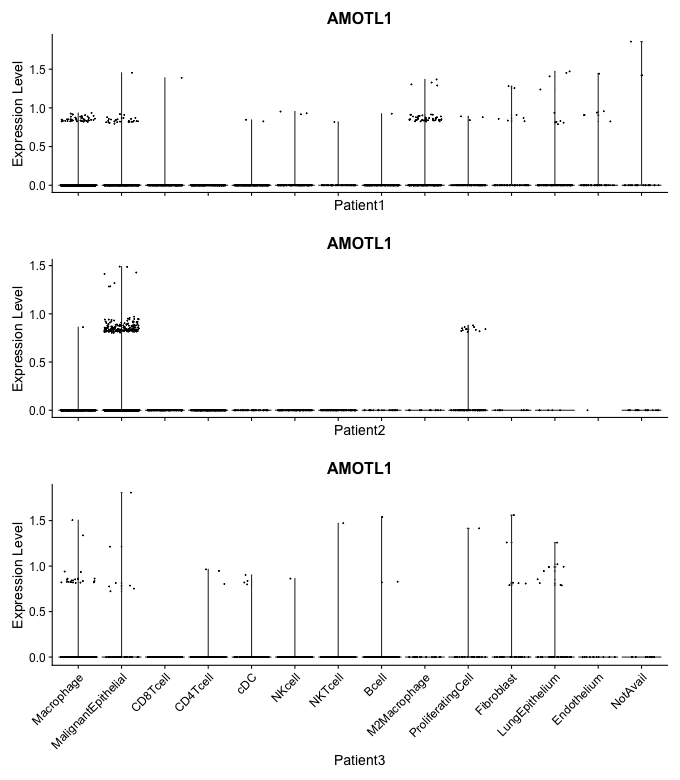 AMOTL1
Expression Level
1.5
1.0
0.5
0.0
Patient1
AMOTL1
Expression Level
1.5
1.0
0.5
0.0
Patient2
AMOTL1
Expression Level
1.5
1.0
0.5
0.0
Macrophage
MalignantEpithelial
CD8Tcell
CD4Tcell
cDC
NKcell
NKTcell
Bcell
M2Macrophage
ProliferatingCell
Fibroblast
LungEpithelium
Endothelium
NotAvail
Patient3